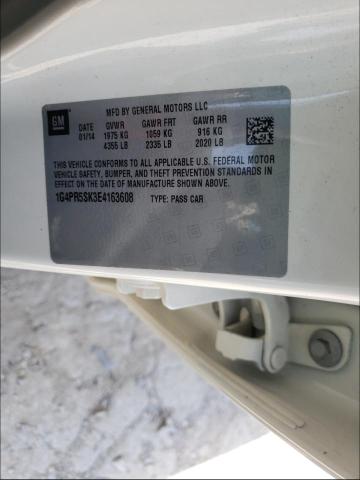 GM
MFD BY GENERAL MOTORS LLC
DATE GVWR GAWR FRT GAWR RR
01/14 1975 KG 1059 KG 916 KG
4355 LB 2335 LB 2020 LB
THIS VEHICLE CONFORMS TO ALL APPLICABLE U.S. FEDERAL MOTOR
VEHICLE SAFETY, BUMPER, AND THEFT PREVENTION STANDARDS
IN EFFECT ON THE DATE OF MANUFACTURE SHOWN ABOVE.
1G4PR5SK3E4163608 TYPE: PASS CAR